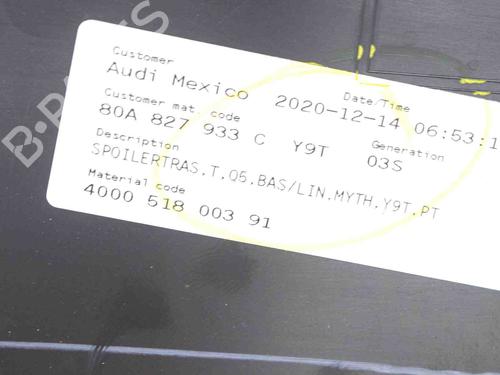 Customer
Audi Mexico
Date/Time
2020-12-14 06:53:1
Customer mat. code
80A 827 933 C Y9T
Generation
03S
Description
SPOILERTRAS.T.Q5.BAS/LIN.MYTH.Y9T.PT
Material code
4000 518 003 91
B-PARTS